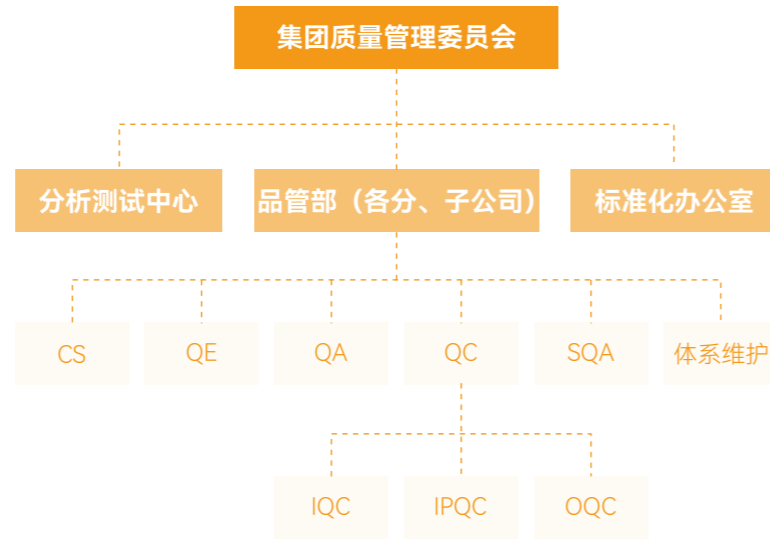 集团质量管理委员会
分析测试中心
品管部（各分、子公司）
标准化办公室
CS
QE
QA
QC
SQA
体系维护
IQC
IPQC
OQC